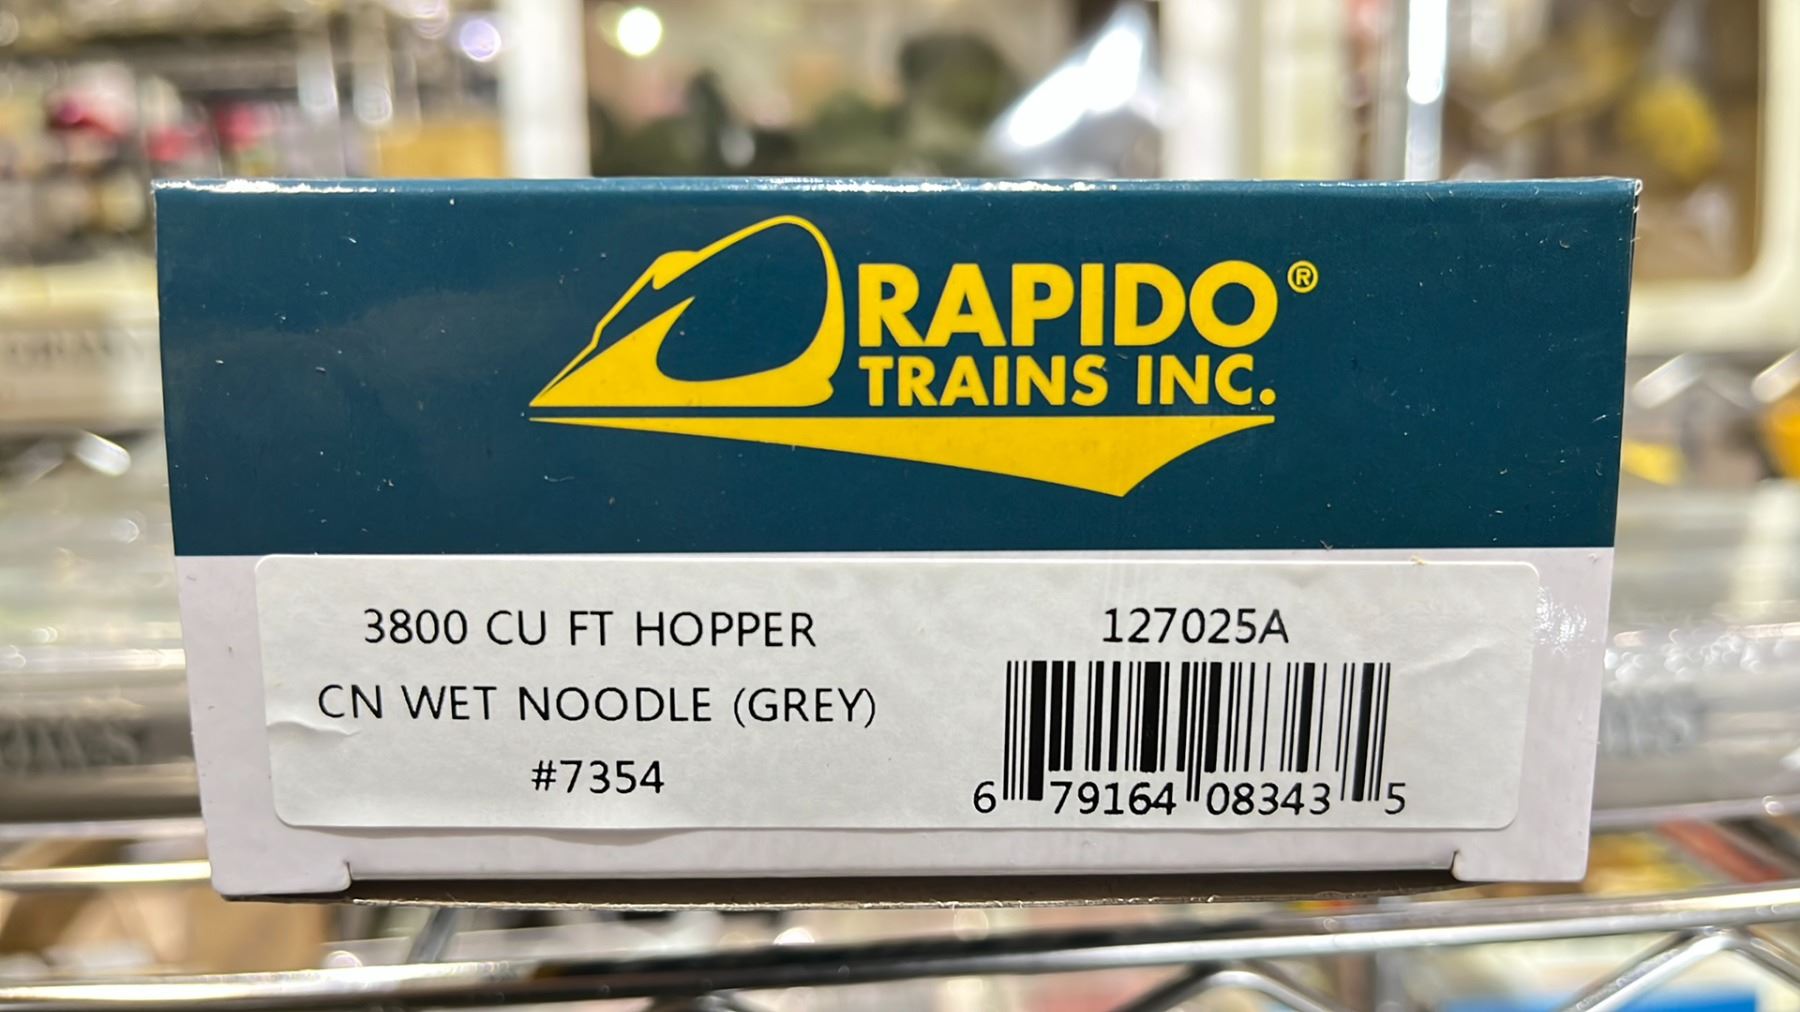 RAPIDO®
TRAINS INC.
3800 CU FT HOPPER
CN WET NOODLE (GREY)
#7354
127025A
6 79164 08343 5